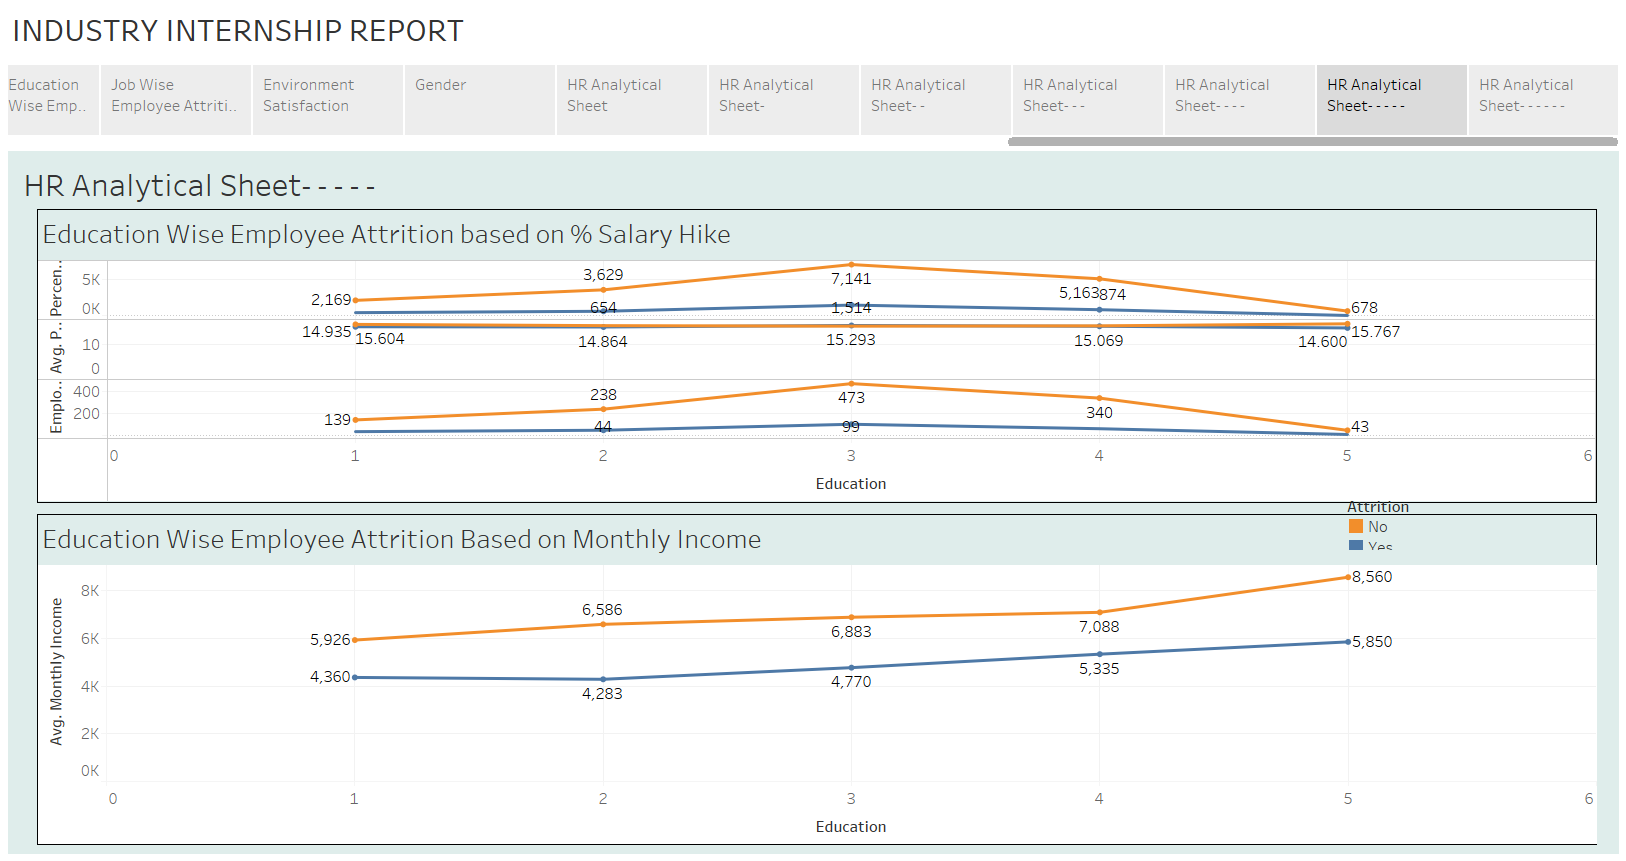 INDUSTRY INTERNSHIP REPORT
Education
Wise Emp..
Job Wise
Employee Attriti..
Environment
Satisfaction
Gender
HR Analytical
Sheet
HR Analytical
Sheet-
HR Analytical
Sheet- -
HR Analytical
Sheet- - -
HR Analytical
Sheet- - - -
HR Analytical
Sheet- - - - -
HR Analytical
Sheet- - - - - -
HR Analytical Sheet- - - - -
Education Wise Employee Attrition based on % Salary Hike
Percen..
5K
0K
2,169
3,629
654
7,141
1,514
5,163
874
678
Avg. P..
10
0
14.935
15.604
14.864
15.293
15.069
14.600
15.767
Emplo..
400
200
139
238
44
473
99
340
43
0 1 2 3 4 5 6
Education
Attrition
No
Yes
Education Wise Employee Attrition Based on Monthly Income
Avg. Monthly Income
8K
6K
4K
2K
0K
5,926
6,586
6,883
7,088
8,560
4,360
4,283
4,770
5,335
5,850
0 1 2 3 4 5 6
Education